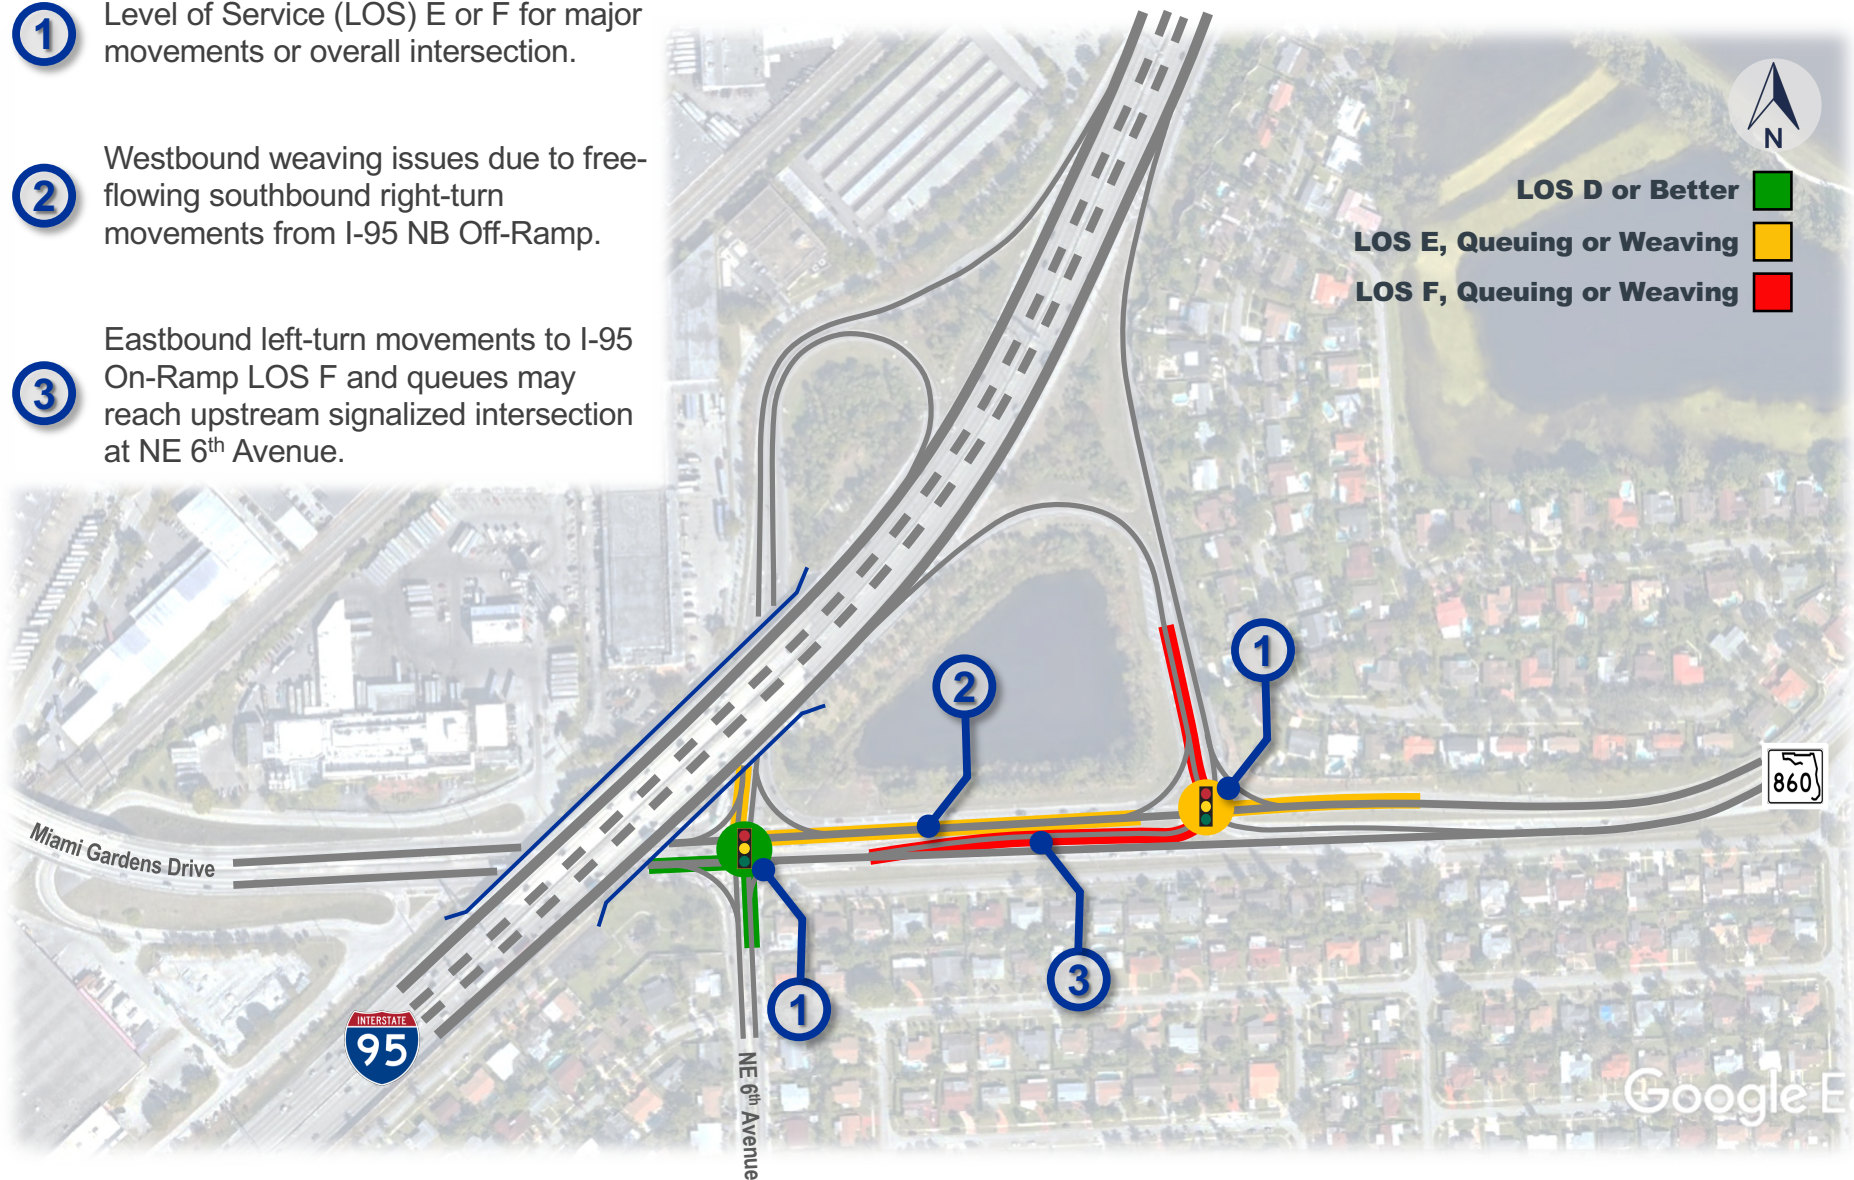 1
Level of Service (LOS) E or F for major
movements or overall intersection.
2
Westbound weaving issues due to free-
flowing southbound right-turn
movements from I-95 NB Off-Ramp.
3
Eastbound left-turn movements to I-95
On-Ramp LOS F and queues may
reach upstream signalized intersection
at NE 6th Avenue.
N
LOS D or Better
LOS E, Queuing or Weaving
LOS F, Queuing or Weaving
1
2
860
Miami Gardens Drive
3
1
INTERSTATE
95
NE 6th Avenue
Google E